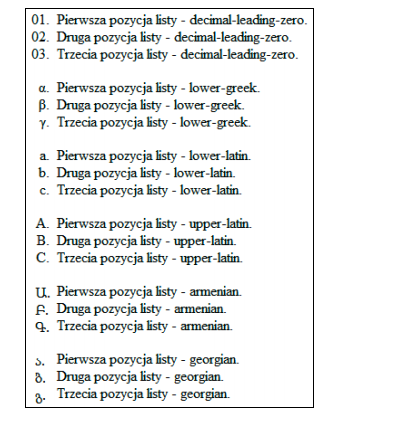 01. Pierwsza pozycja listy - decimal-leading-zero.
02. Druga pozycja listy - decimal-leading-zero.
03. Trzecia pozycja listy - decimal-leading-zero.
α. Pierwsza pozycja listy - lower-greek.
β. Druga pozycja listy - lower-greek.
γ. Trzecia pozycja listy - lower-greek.
a. Pierwsza pozycja listy - lower-latin.
b. Druga pozycja listy - lower-latin.
c. Trzecia pozycja listy - lower-latin.
A. Pierwsza pozycja listy - upper-latin.
B. Druga pozycja listy - upper-latin.
C. Trzecia pozycja listy - upper-latin.
Ա. Pierwsza pozycja listy - armenian.
Բ. Druga pozycja listy - armenian.
Գ. Trzecia pozycja listy - armenian.
ა. Pierwsza pozycja listy - georgian.
ბ. Druga pozycja listy - georgian.
გ. Trzecia pozycja listy - georgian.